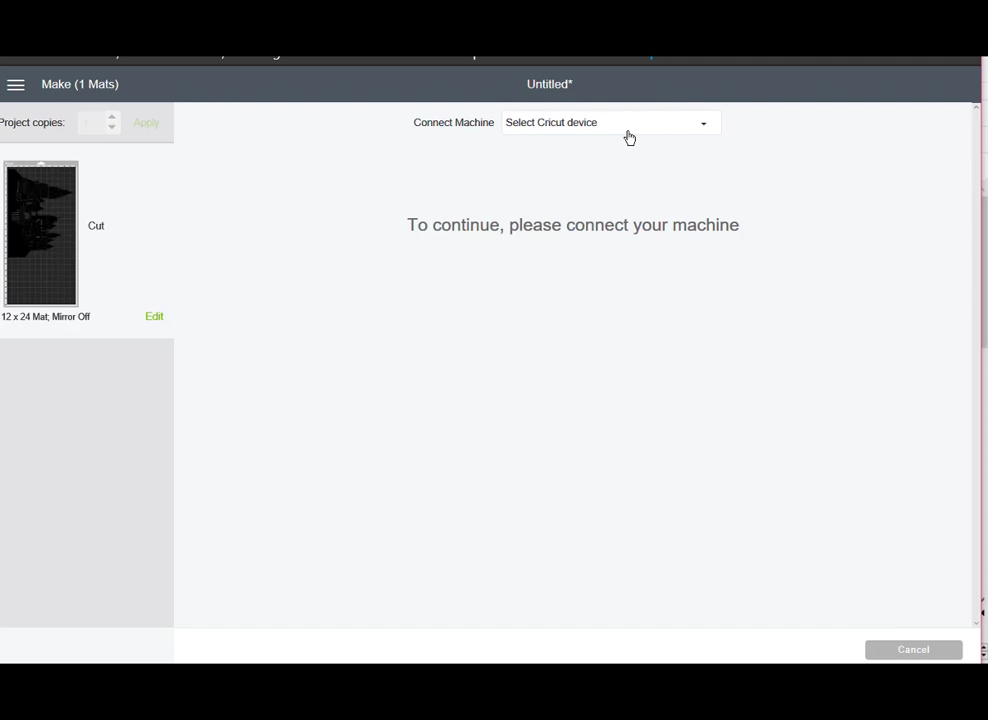 Make (1 Mats)
Untitled*
Project copies:
Apply
Connect Machine
Select Cricut device
To continue, please connect your machine
Cut
12 x 24 Mat; Mirror Off
Edit
Cancel